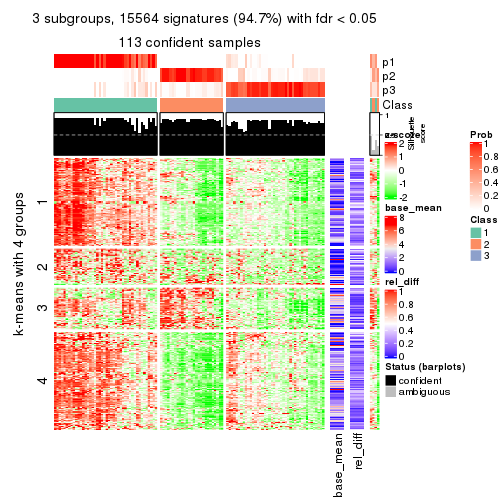 3 subgroups, 15564 signatures (94.7%) with fdr < 0.05
113 confident samples
p1
p2
p3
Class
1
Silhouette
score
k-means with 4 groups
1
2
3
4
base_mean
rel_diff
z-score
2
1
0
-1
-2
base_mean
8
6
4
2
0
rel_diff
1
0.8
0.6
0.4
0.2
0
Status (barplots)
confident
ambiguous
Prob
1
0.8
0.6
0.4
0.2
0
Class
1
2
3